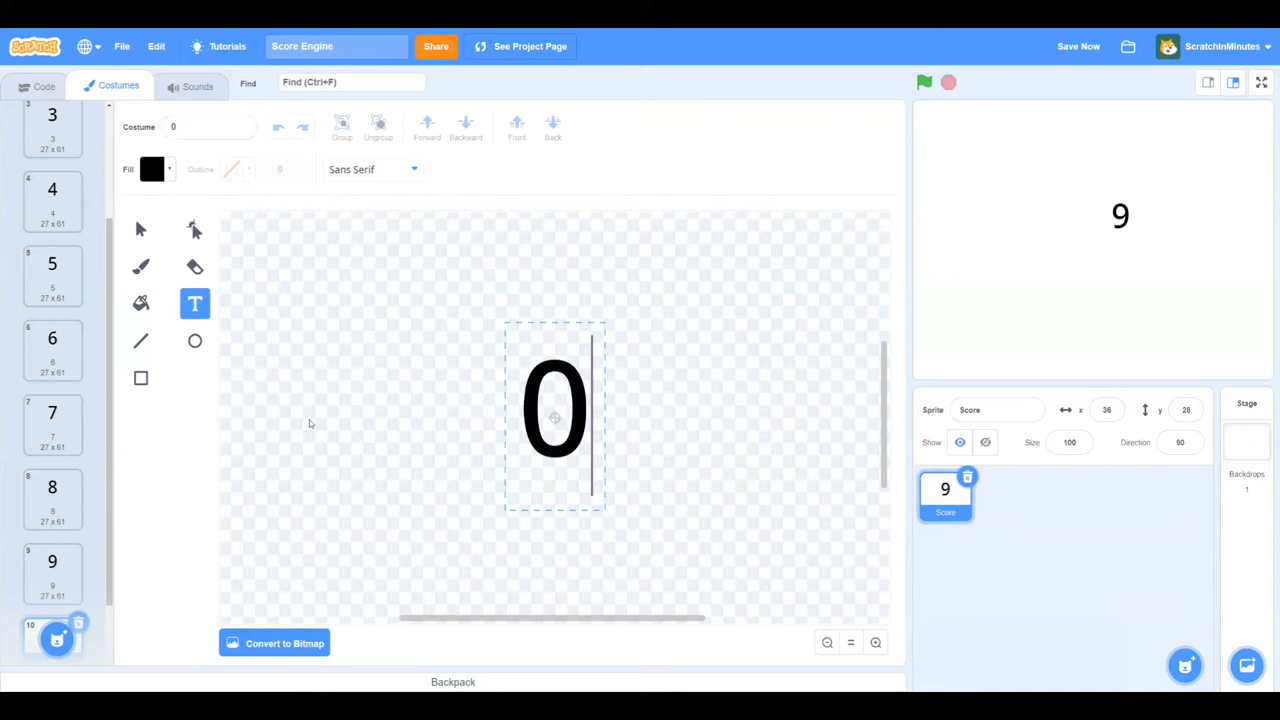 SCRATCH
File
Edit
Tutorials
Score Engine
Share
See Project Page
Save Now
ScratchInMinutes
Code
Costumes
Sounds
Find
Find (Ctrl+F)
3
3
3
27 x 61
4
4
4
27 x 61
5
5
5
27 x 61
6
6
6
27 x 61
7
7
7
27 x 61
8
8
8
27 x 61
9
9
9
27 x 61
10
Costume
0
Group
Ungroup
Forward
Backward
Front
Back
Fill
Outline
0
Sans Serif
T
0
Convert to Bitmap
Backpack
9
Sprite
Score
x
36
y
28
Show
Size
100
Direction
90
9
Score
Stage
Backdrops
1